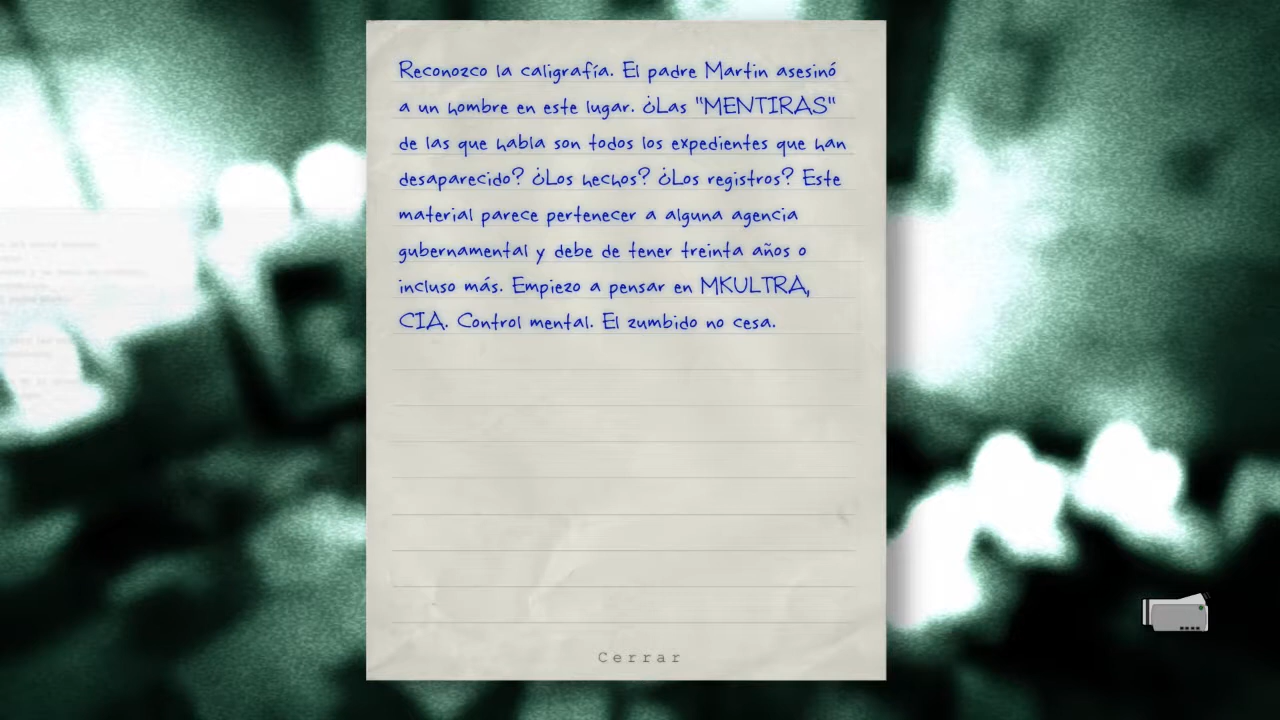 Reconozco la caligrafía. El padre Martin asesinó
a un hombre en este lugar. ¿Las "MENTIRAS"
de las que habla son todos los expedientes que han
desaparecido? ¿Los hechos? ¿Los registros? Este
material parece pertenecer a alguna agencia
gubernamental y debe de tener treinta años o
incluso más. Empiezo a pensar en MKULTRA,
CIA. Control mental. El zumbido no cesa.
Cerrar